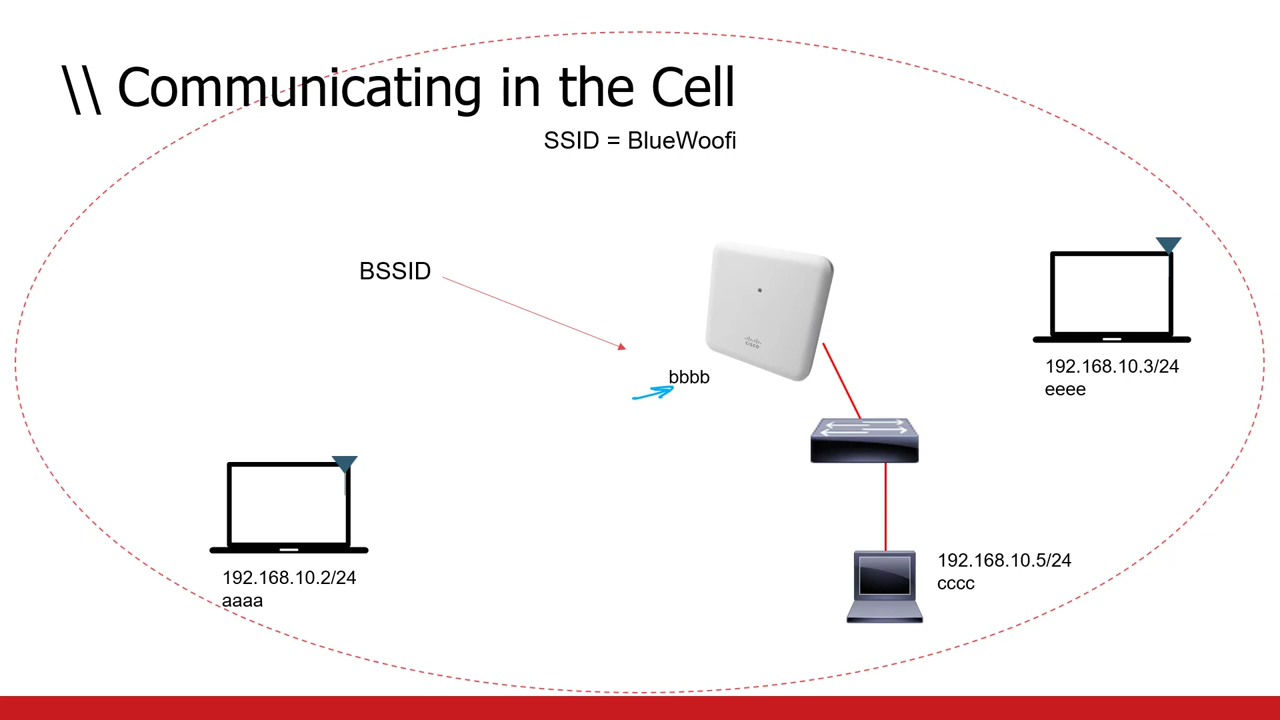 \\ Communicating in the Cell
SSID = BlueWoofi
BSSID
cisco
bbbb
192.168.10.3/24
eeee
192.168.10.2/24
aaaa
192.168.10.5/24
cccc